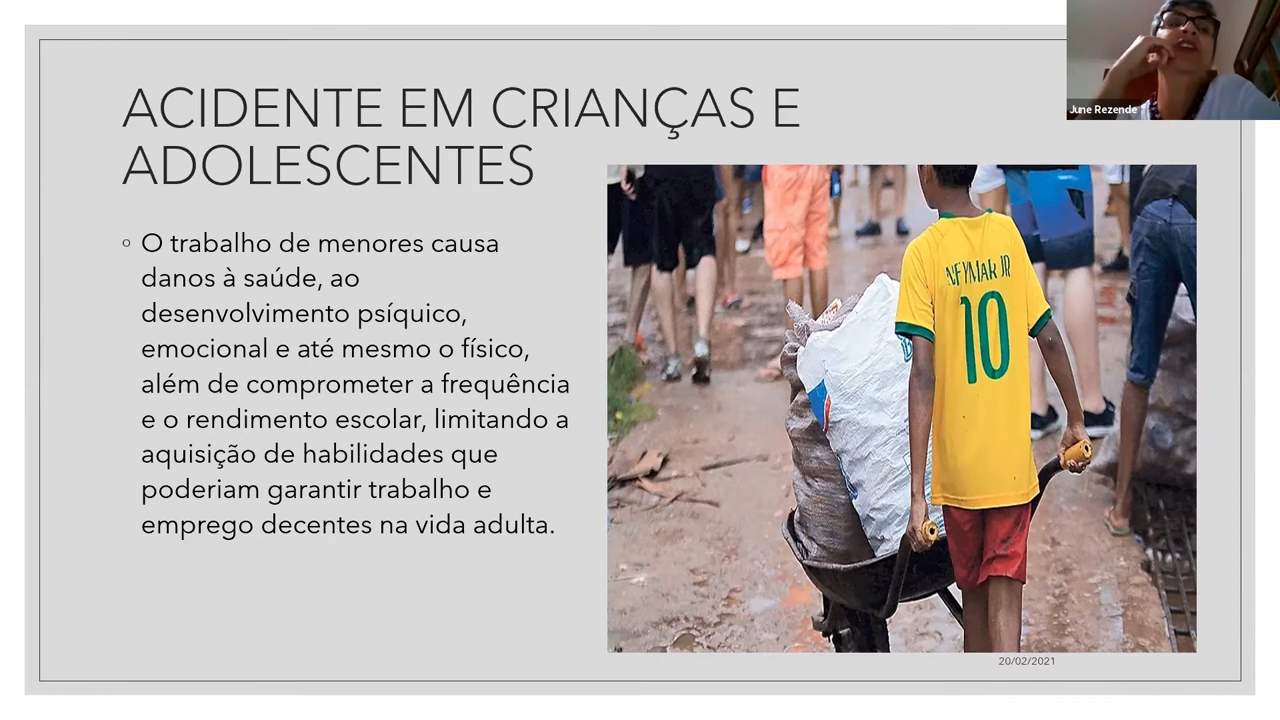 June Rezende
ACIDENTE EM CRIANÇAS E
ADOLESCENTES
◦ O trabalho de menores causa
danos à saúde, ao
desenvolvimento psíquico,
emocional e até mesmo o físico,
além de comprometer a frequência
e o rendimento escolar, limitando a
aquisição de habilidades que
poderiam garantir trabalho e
emprego decentes na vida adulta.
NEYMAR JR
10
20/02/2021